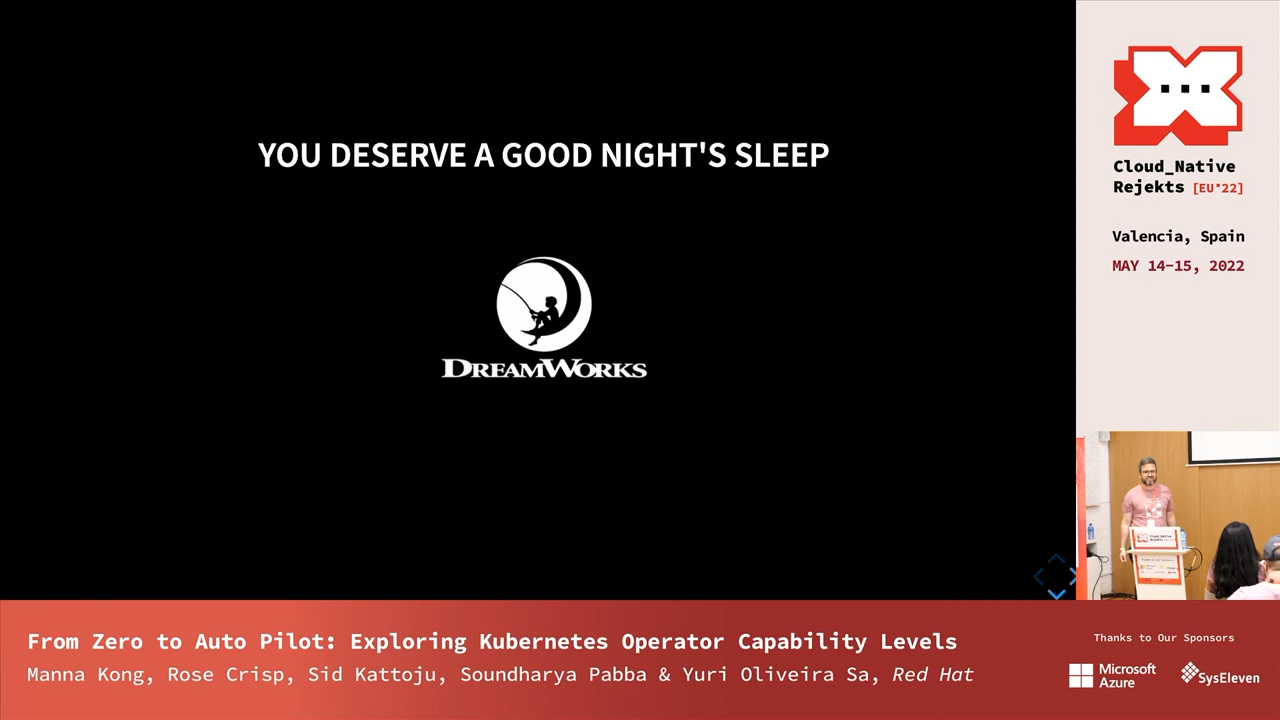 YOU DESERVE A GOOD NIGHT'S SLEEP
DREAMWORKS
Cloud_Native
Rejekts [EU'22]
Valencia, Spain
MAY 14-15, 2022
From Zero to Auto Pilot: Exploring Kubernetes Operator Capability Levels
Manna Kong, Rose Crisp, Sid Kattoju, Soundharya Pabba & Yuri Oliveira Sa, Red Hat
Thanks to Our Sponsors
Microsoft
Azure
SysEleven